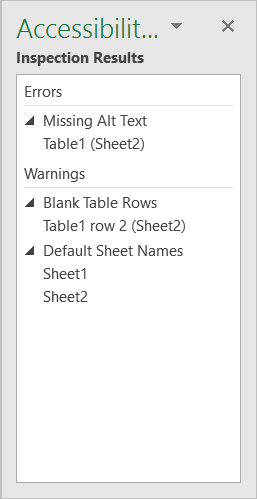 Accessibilit...
Inspection Results
Errors
Missing Alt Text
Table1 (Sheet2)
Warnings
Blank Table Rows
Table1 row 2 (Sheet2)
Default Sheet Names
Sheet1
Sheet2